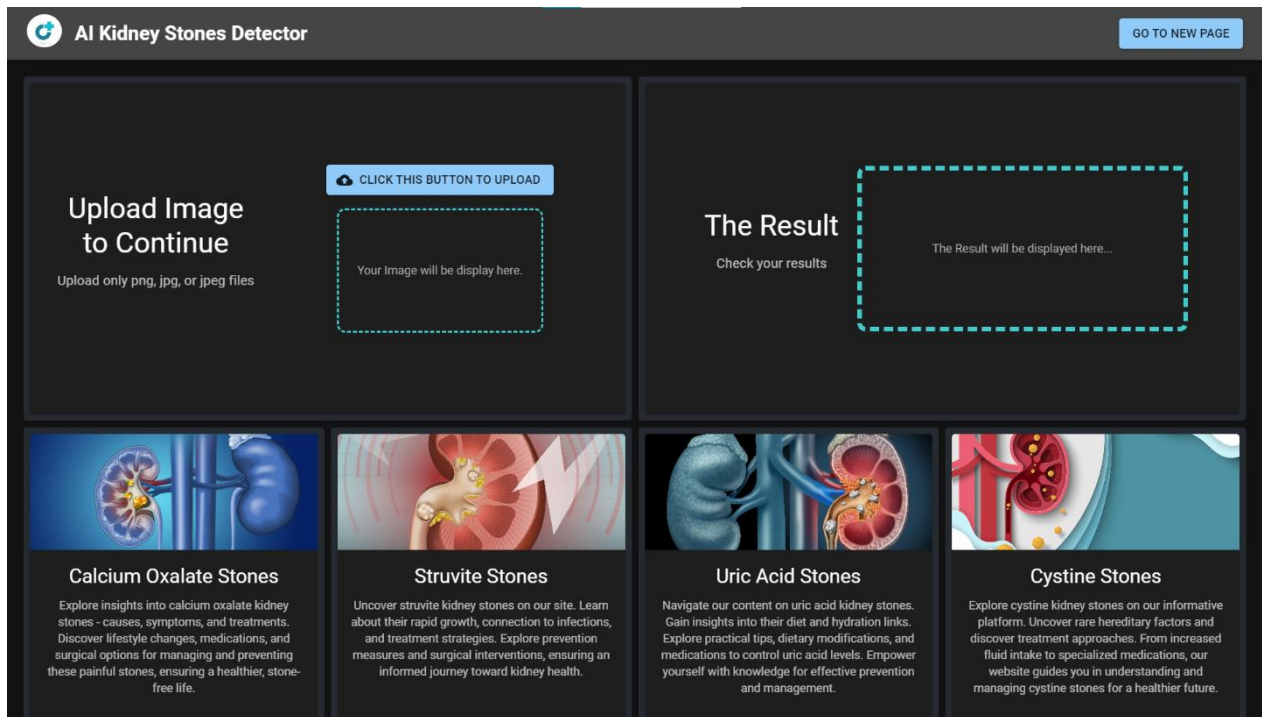 AI Kidney Stones Detector
GO TO NEW PAGE
Upload Image
to Continue
Upload only png, jpg, or jpeg files
CLICK THIS BUTTON TO UPLOAD
Your Image will be display here.
The Result
Check your results
The Result will be displayed here...
Calcium Oxalate Stones
Explore insights into calcium oxalate kidney
stones - causes, symptoms, and treatments.
Discover lifestyle changes, medications, and
surgical options for managing and preventing
these painful stones, ensuring a healthier, stone-
free life.
Struvite Stones
Uncover struvite kidney stones on our site. Learn
about their rapid growth, connection to infections,
and treatment strategies. Explore prevention
measures and surgical interventions, ensuring an
informed journey toward kidney health.
Uric Acid Stones
Navigate our content on uric acid kidney stones.
Gain insights into their diet and hydration links.
Explore practical tips, dietary modifications, and
medications to control uric acid levels. Empower
yourself with knowledge for effective prevention
and management.
Cystine Stones
Explore cystine kidney stones on our informative
platform. Uncover rare hereditary factors and
discover treatment approaches. From increased
fluid intake to specialized medications, our
website guides you in understanding and
managing cystine stones for a healthier future.